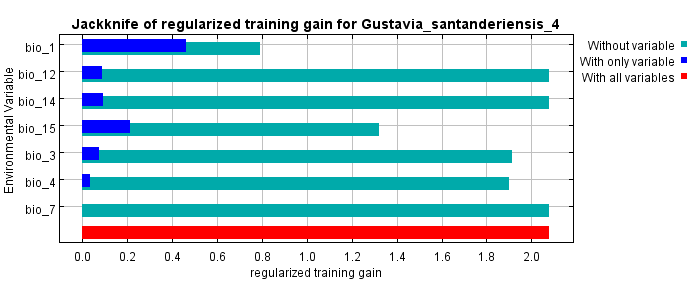 Jackknife of regularized training gain for Gustavia_santanderiensis_4
Environmental Variable
bio_1
bio_12
bio_14
bio_15
bio_3
bio_4
bio_7
Without variable
With only variable
With all variables
0.0 0.2 0.4 0.6 0.8 1.0 1.2 1.4 1.6 1.8 2.0
regularized training gain